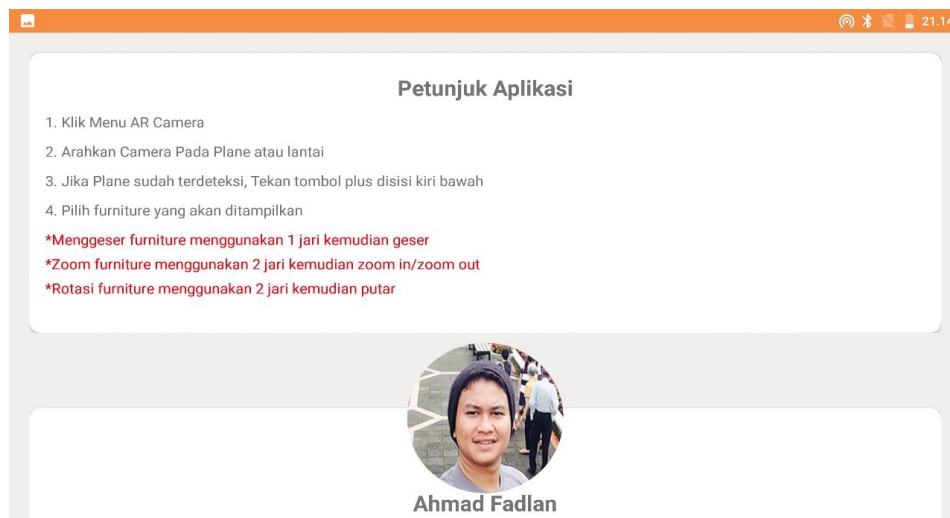 21.14
Petunjuk Aplikasi
1. Klik Menu AR Camera
2. Arahkan Camera Pada Plane atau lantai
3. Jika Plane sudah terdeteksi, Tekan tombol plus disisi kiri bawah
4. Pilih furniture yang akan ditampilkan
*Menggeser furniture menggunakan 1 jari kemudian geser
*Zoom furniture menggunakan 2 jari kemudian zoom in/zoom out
*Rotasi furniture menggunakan 2 jari kemudian putar
Ahmad Fadlan